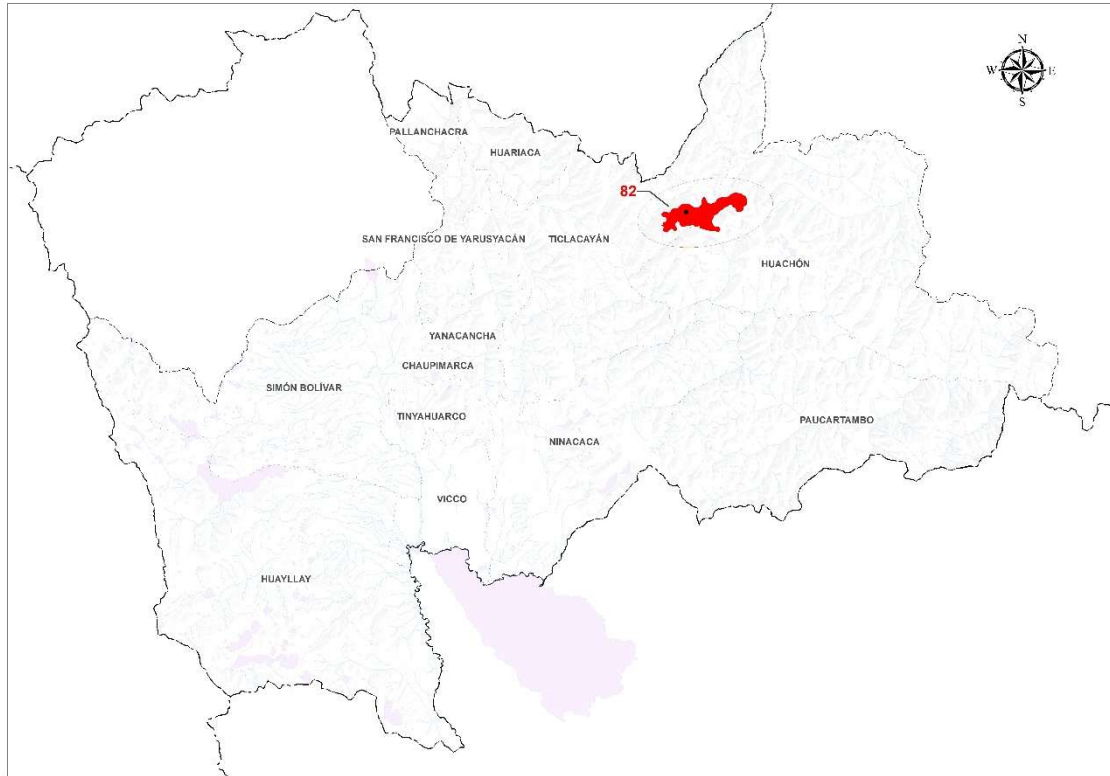 N
W E
S
PALLANCHACRA
HUARIACA
82
SAN FRANCISCO DE YARUSYACÁN
TICLACAYÁN
HUACHÓN
YANACANCHA
CHAUPIMARCA
SIMÓN BOLÍVAR
TINYAHUARCO
PAUCARTAMBO
NINACACA
VICCO
HUAYLLAY